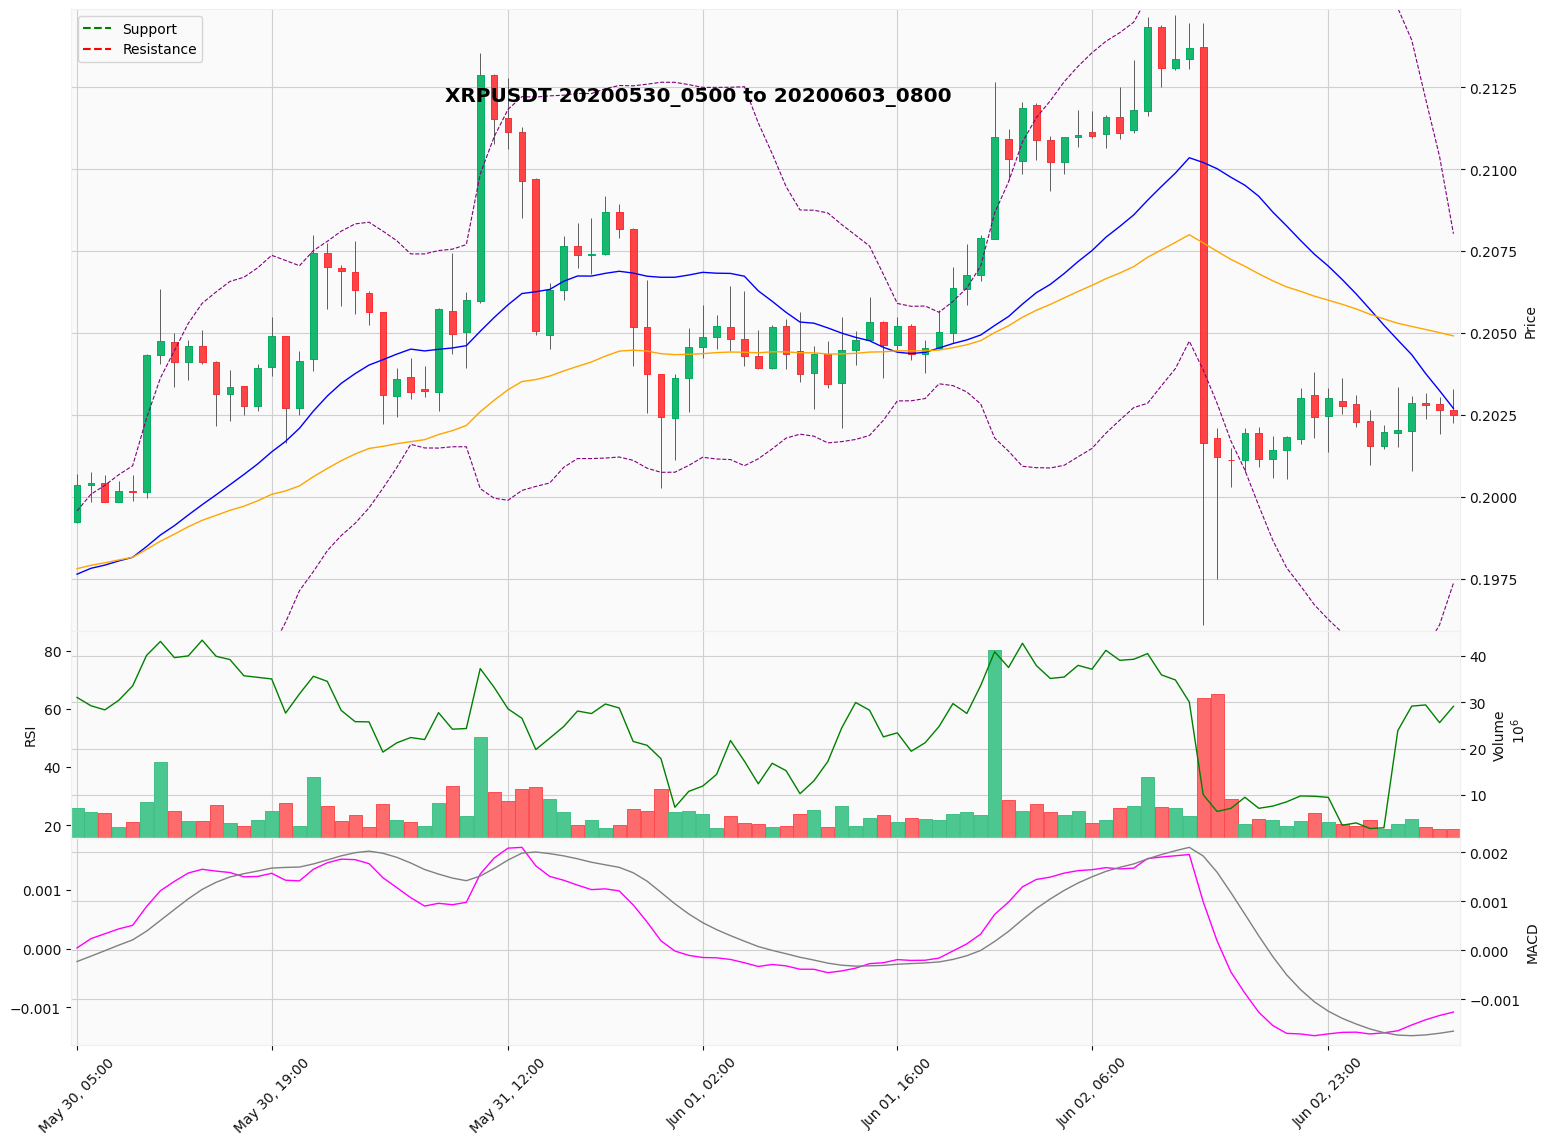 Support
Resistance
XRPUSDT 20200530_0500 to 20200603_0800
0.2125
0.2100
0.2075
0.2050
0.2025
0.2000
0.1975
Price
80
60
40
20
RSI
40
30
20
10
Volume
10^6
0.001
0.000
−0.001
0.002
0.001
0.000
−0.001
MACD
May 30, 05:00
May 30, 19:00
May 31, 12:00
Jun 01, 02:00
Jun 01, 16:00
Jun 02, 06:00
Jun 02, 23:00